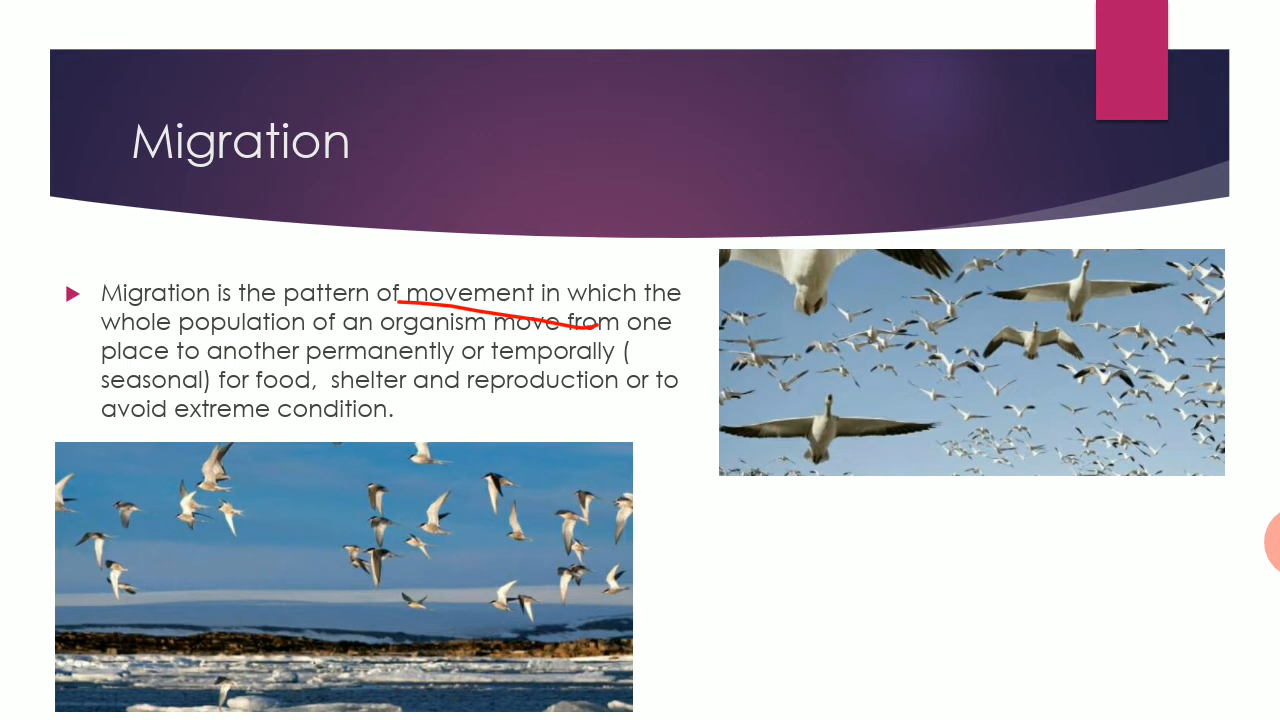 Migration
Migration is the pattern of movement in which the
whole population of an organism move from one
place to another permanently or temporally (
seasonal) for food,  shelter and reproduction or to
avoid extreme condition.